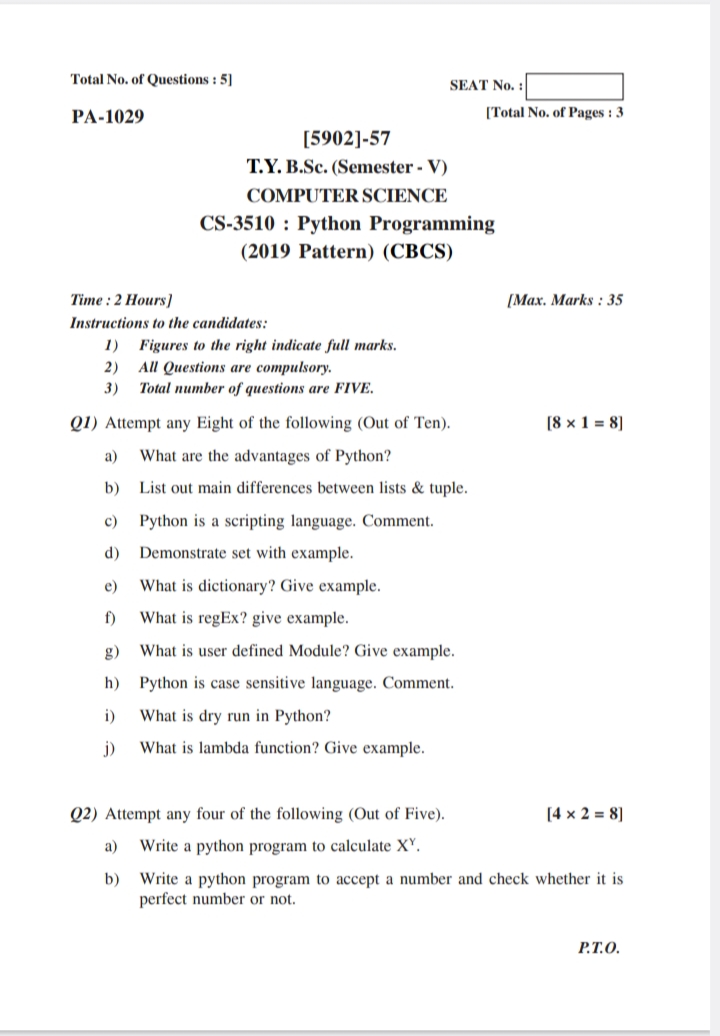 Total No. of Questions : 5]
SEAT No. :
PA-1029
[Total No. of Pages : 3
[5902]-57
T.Y. B.Sc. (Semester - V)
COMPUTER SCIENCE
CS-3510 : Python Programming
(2019 Pattern) (CBCS)
Time : 2 Hours]
[Max. Marks : 35
Instructions to the candidates:
1) Figures to the right indicate full marks.
2) All Questions are compulsory.
3) Total number of questions are FIVE.
Q1) Attempt any Eight of the following (Out of Ten). [8 × 1 = 8]
a) What are the advantages of Python?
b) List out main differences between lists & tuple.
c) Python is a scripting language. Comment.
d) Demonstrate set with example.
e) What is dictionary? Give example.
f) What is regEx? give example.
g) What is user defined Module? Give example.
h) Python is case sensitive language. Comment.
i) What is dry run in Python?
j) What is lambda function? Give example.
Q2) Attempt any four of the following (Out of Five). [4 × 2 = 8]
a) Write a python program to calculate Xʸ.
b) Write a python program to accept a number and check whether it is
perfect number or not.
P.T.O.